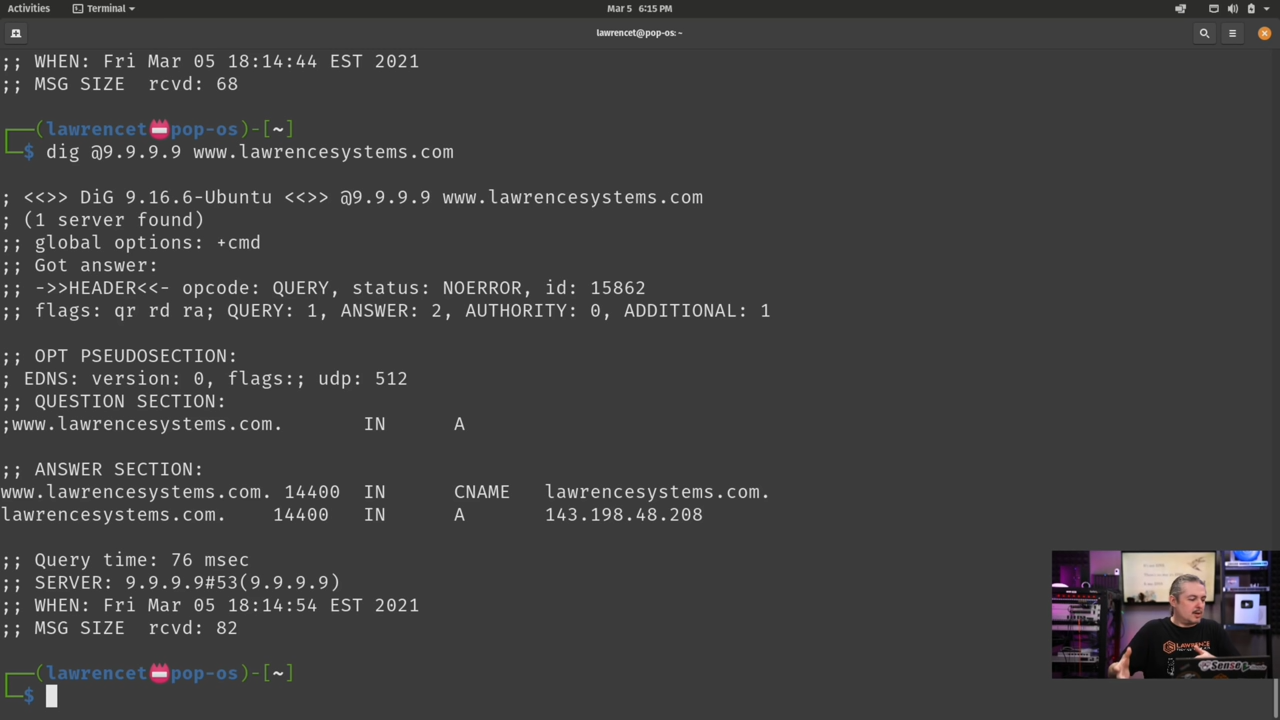 Activities
Terminal
Mar 5 6:15 PM
lawrencet@pop-os: ~
;; WHEN: Fri Mar 05 18:14:44 EST 2021
;; MSG SIZE  rcvd: 68
┌──(lawrencet📛pop-os)-[~]
└─$ dig @9.9.9.9 www.lawrencesystems.com
; <<>> DiG 9.16.6-Ubuntu <<>> @9.9.9.9 www.lawrencesystems.com
; (1 server found)
;; global options: +cmd
;; Got answer:
;; ->>HEADER<<- opcode: QUERY, status: NOERROR, id: 15862
;; flags: qr rd ra; QUERY: 1, ANSWER: 2, AUTHORITY: 0, ADDITIONAL: 1
;; OPT PSEUDOSECTION:
; EDNS: version: 0, flags:; udp: 512
;; QUESTION SECTION:
;www.lawrencesystems.com. IN A
;; ANSWER SECTION:
www.lawrencesystems.com. 14400 IN CNAME lawrencesystems.com.
lawrencesystems.com. 14400 IN A 143.198.48.208
;; Query time: 76 msec
;; SERVER: 9.9.9.9#53(9.9.9.9)
;; WHEN: Fri Mar 05 18:14:54 EST 2021
;; MSG SIZE  rcvd: 82
┌──(lawrencet📛pop-os)-[~]
└─$
LAWRENCE